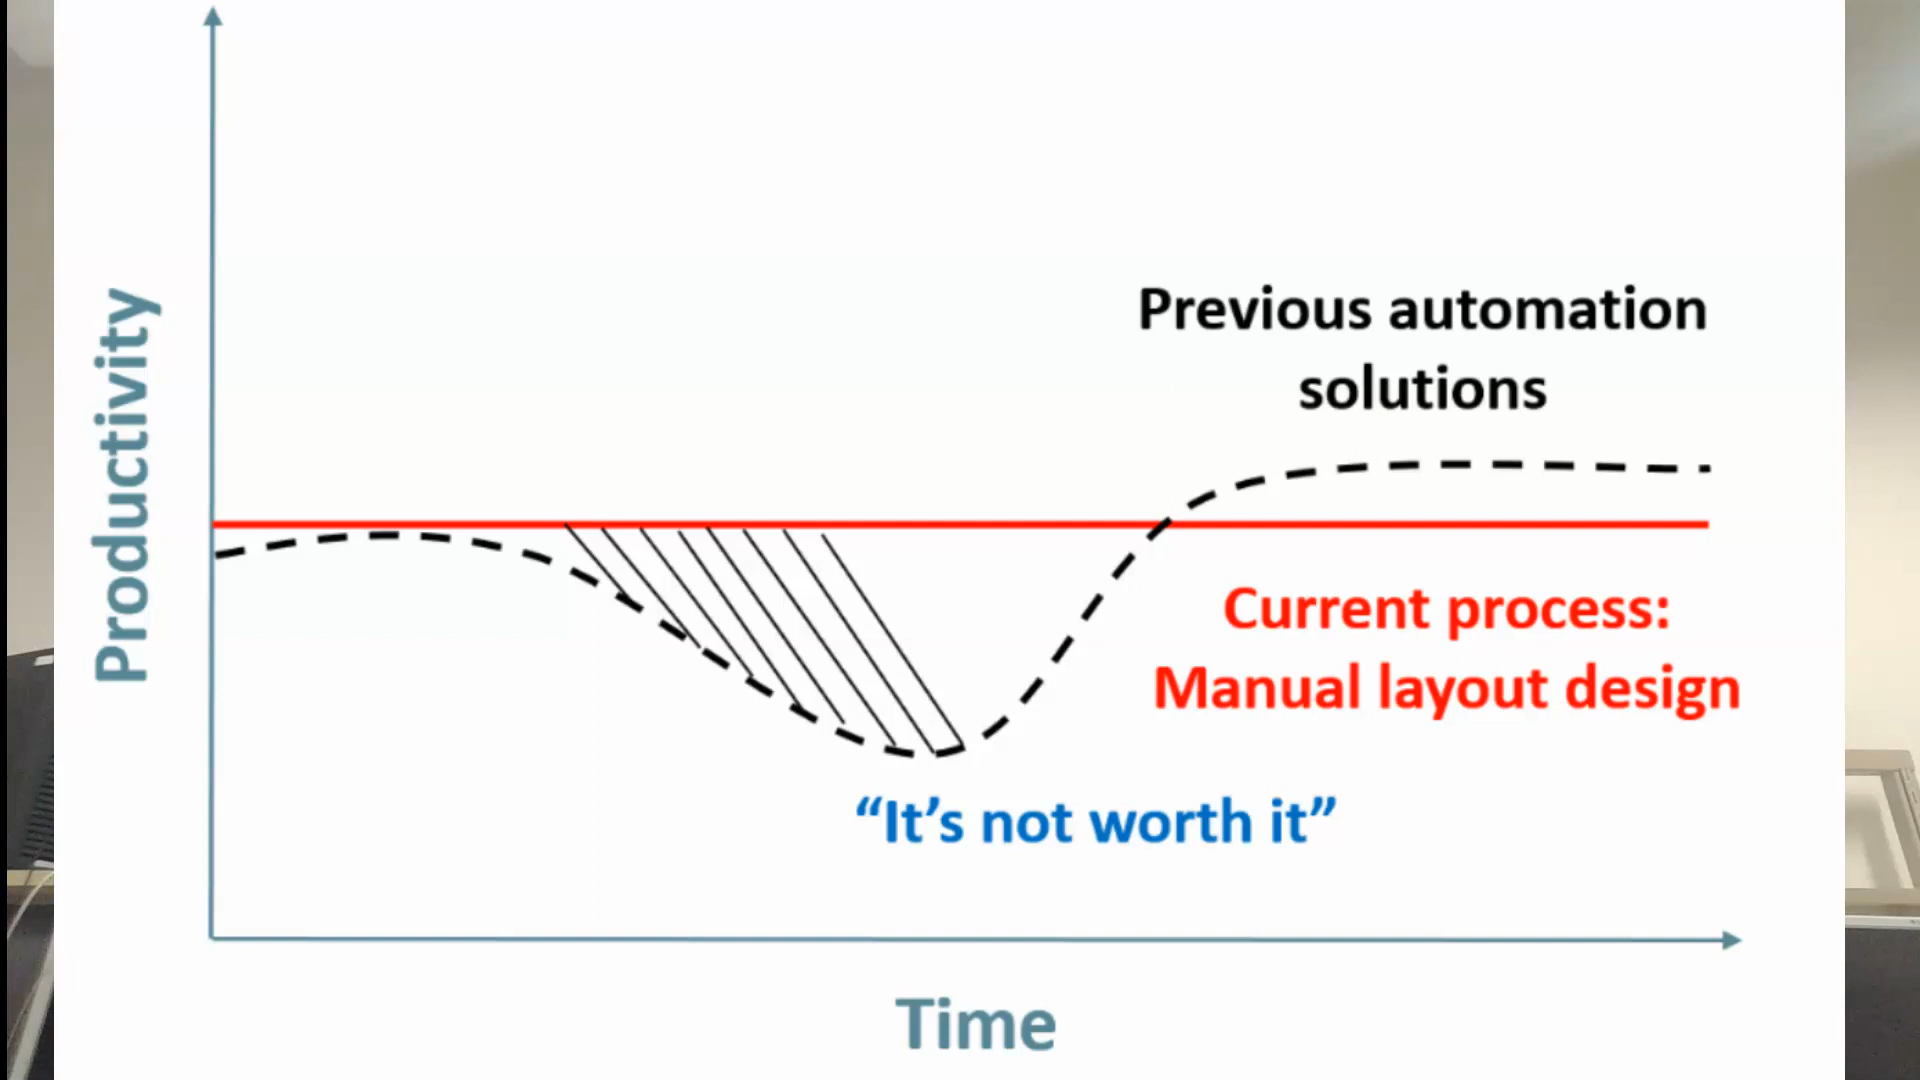 Productivity
Previous automation
solutions
Current process:
Manual layout design
“It’s not worth it”
Time